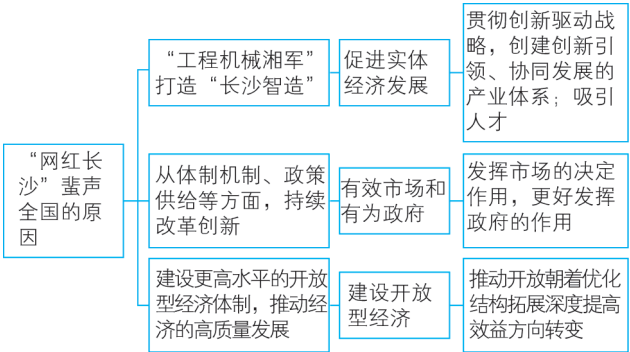 “网红长
沙”蜚声
全国的原
因
“工程机械湘军”
打造“长沙智造”
促进实体
经济发展
贯彻创新驱动战
略，创建创新引
领、协同发展的
产业体系；吸引
人才
从体制机制、政策
供给等方面，持续
改革创新
有效市场和
有为政府
发挥市场的决定
作用，更好发挥
政府的作用
建设更高水平的开放
型经济体制，推动经
济的高质量发展
建设开放
型经济
推动开放朝着优化
结构拓展深度提高
效益方向转变